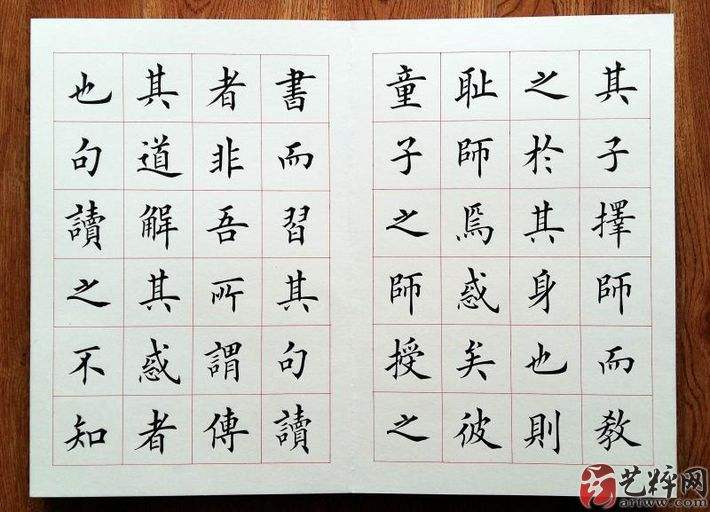 其子擇師而教
之於其身也則
耻師焉惑矣彼
童子之師授之
書而習其句讀
者非吾所謂傳
其道解其惑者
也句讀之不知
艺粹网
artww.com